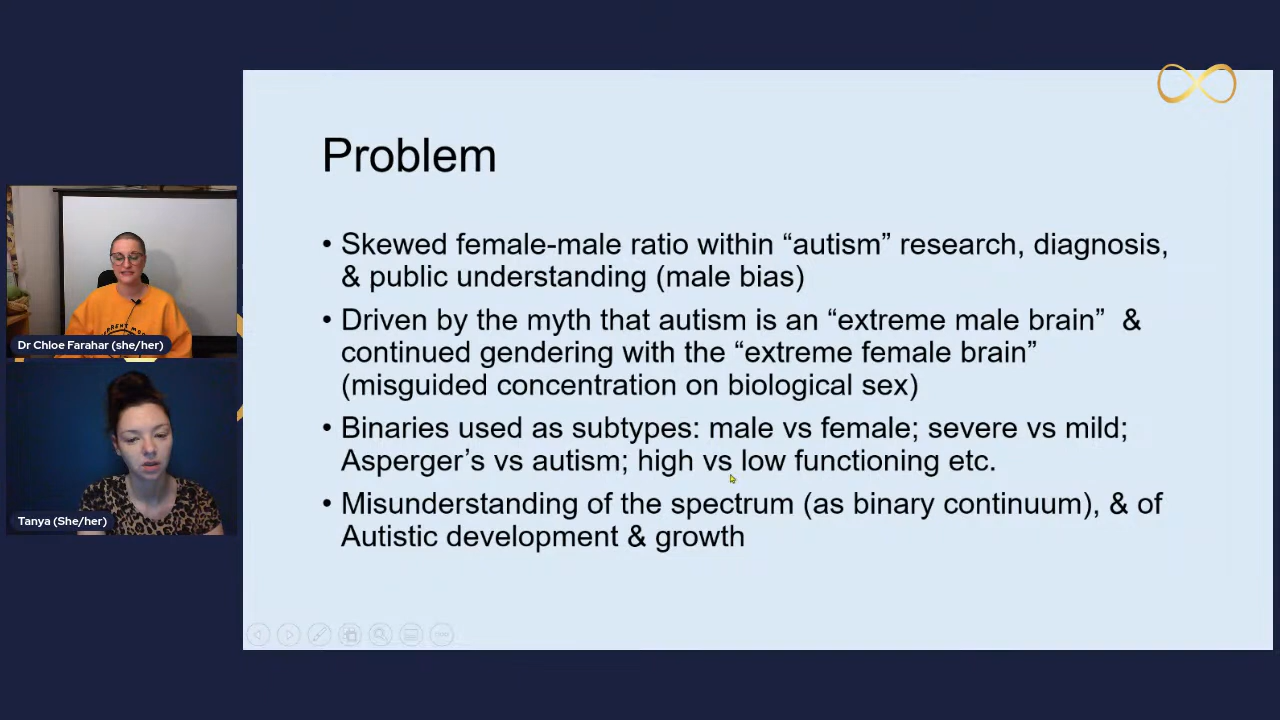 Problem
• Skewed female-male ratio within “autism” research, diagnosis,
& public understanding (male bias)
• Driven by the myth that autism is an “extreme male brain” &
continued gendering with the “extreme female brain”
(misguided concentration on biological sex)
• Binaries used as subtypes: male vs female; severe vs mild;
Asperger’s vs autism; high vs low functioning etc.
• Misunderstanding of the spectrum (as binary continuum), & of
Autistic development & growth
Dr Chloe Farahar (she/her)
Tanya (She/her)